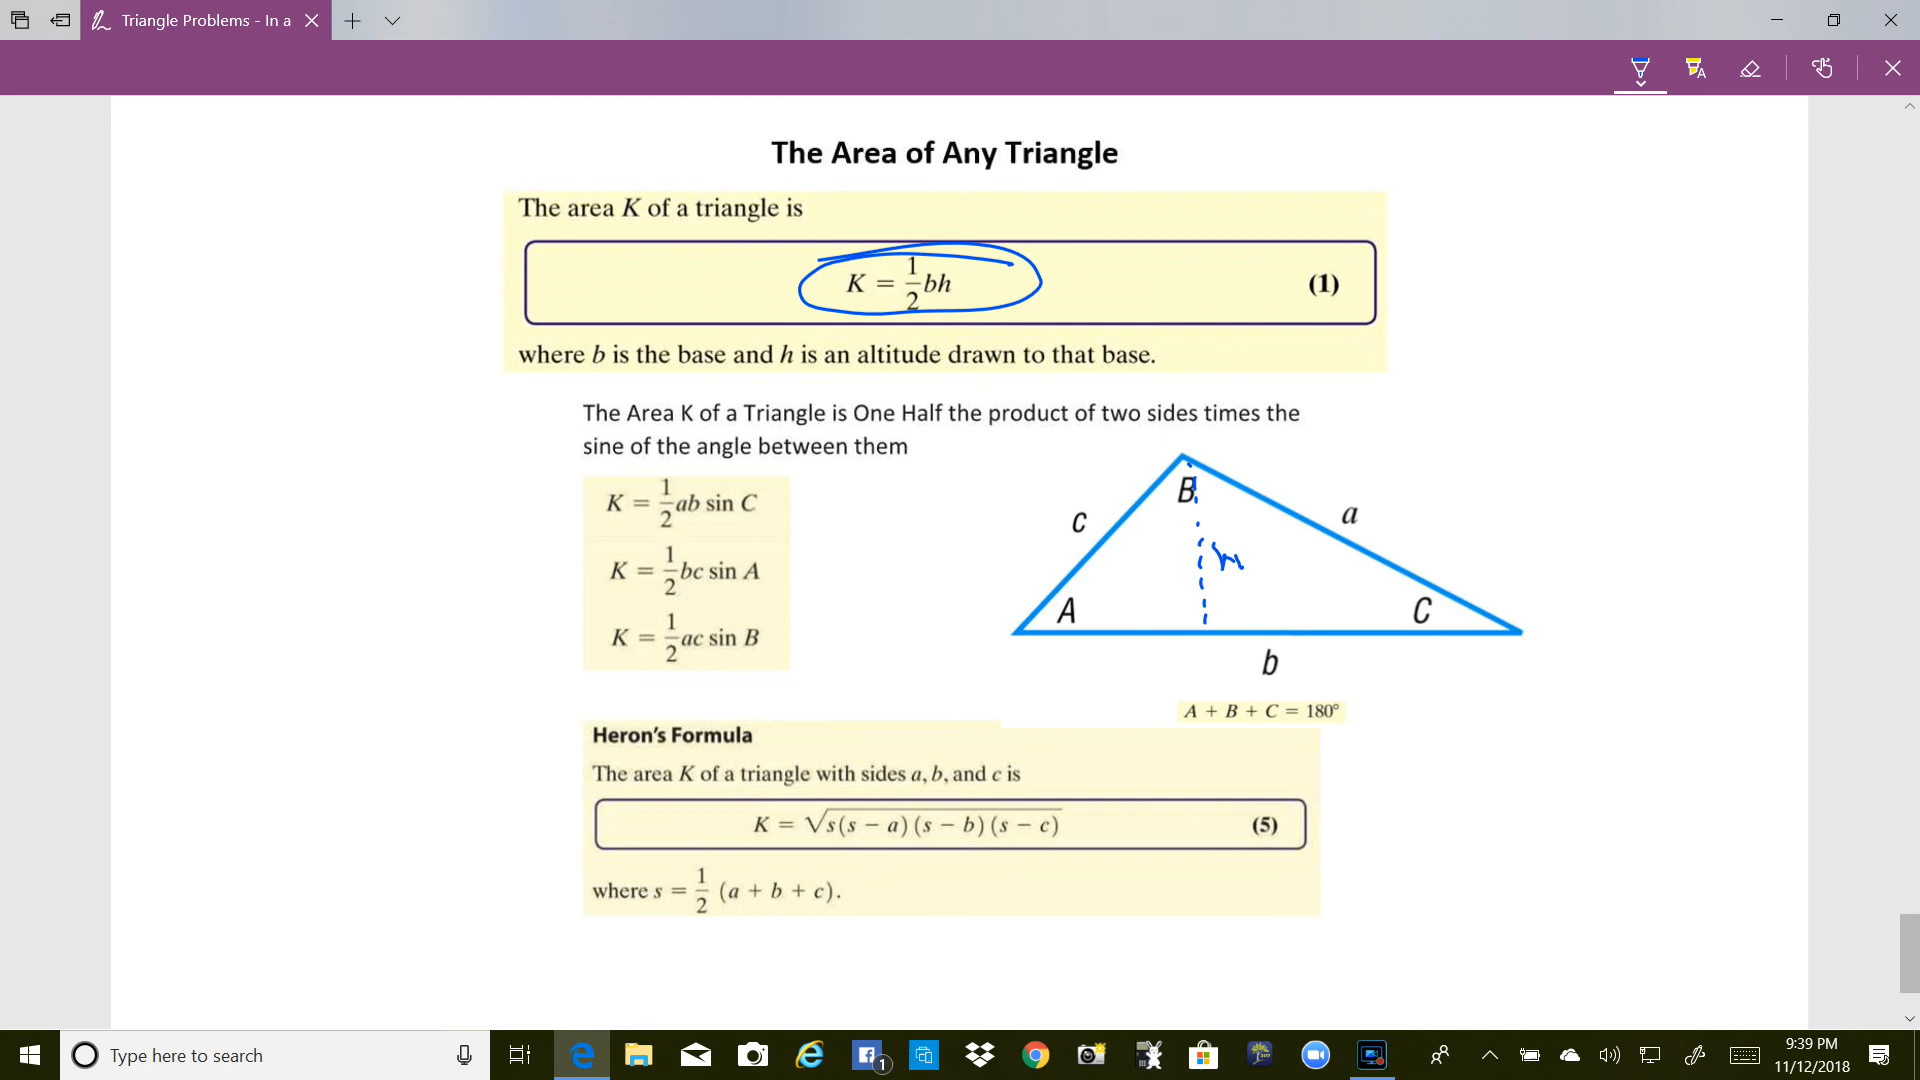 Triangle Problems - In a
The Area of Any Triangle
The area K of a triangle is
K = 1/2 bh (1)
where b is the base and h is an altitude drawn to that base.
The Area K of a Triangle is One Half the product of two sides times the
sine of the angle between them
K = 1/2 ab sin C
K = 1/2 bc sin A
K = 1/2 ac sin B
B
c
a
h
A
C
b
A + B + C = 180°
Heron's Formula
The area K of a triangle with sides a, b, and c is
K = √s(s − a)(s − b)(s − c) (5)
where s = 1/2 (a + b + c).
Type here to search
1
9:39 PM
11/12/2018